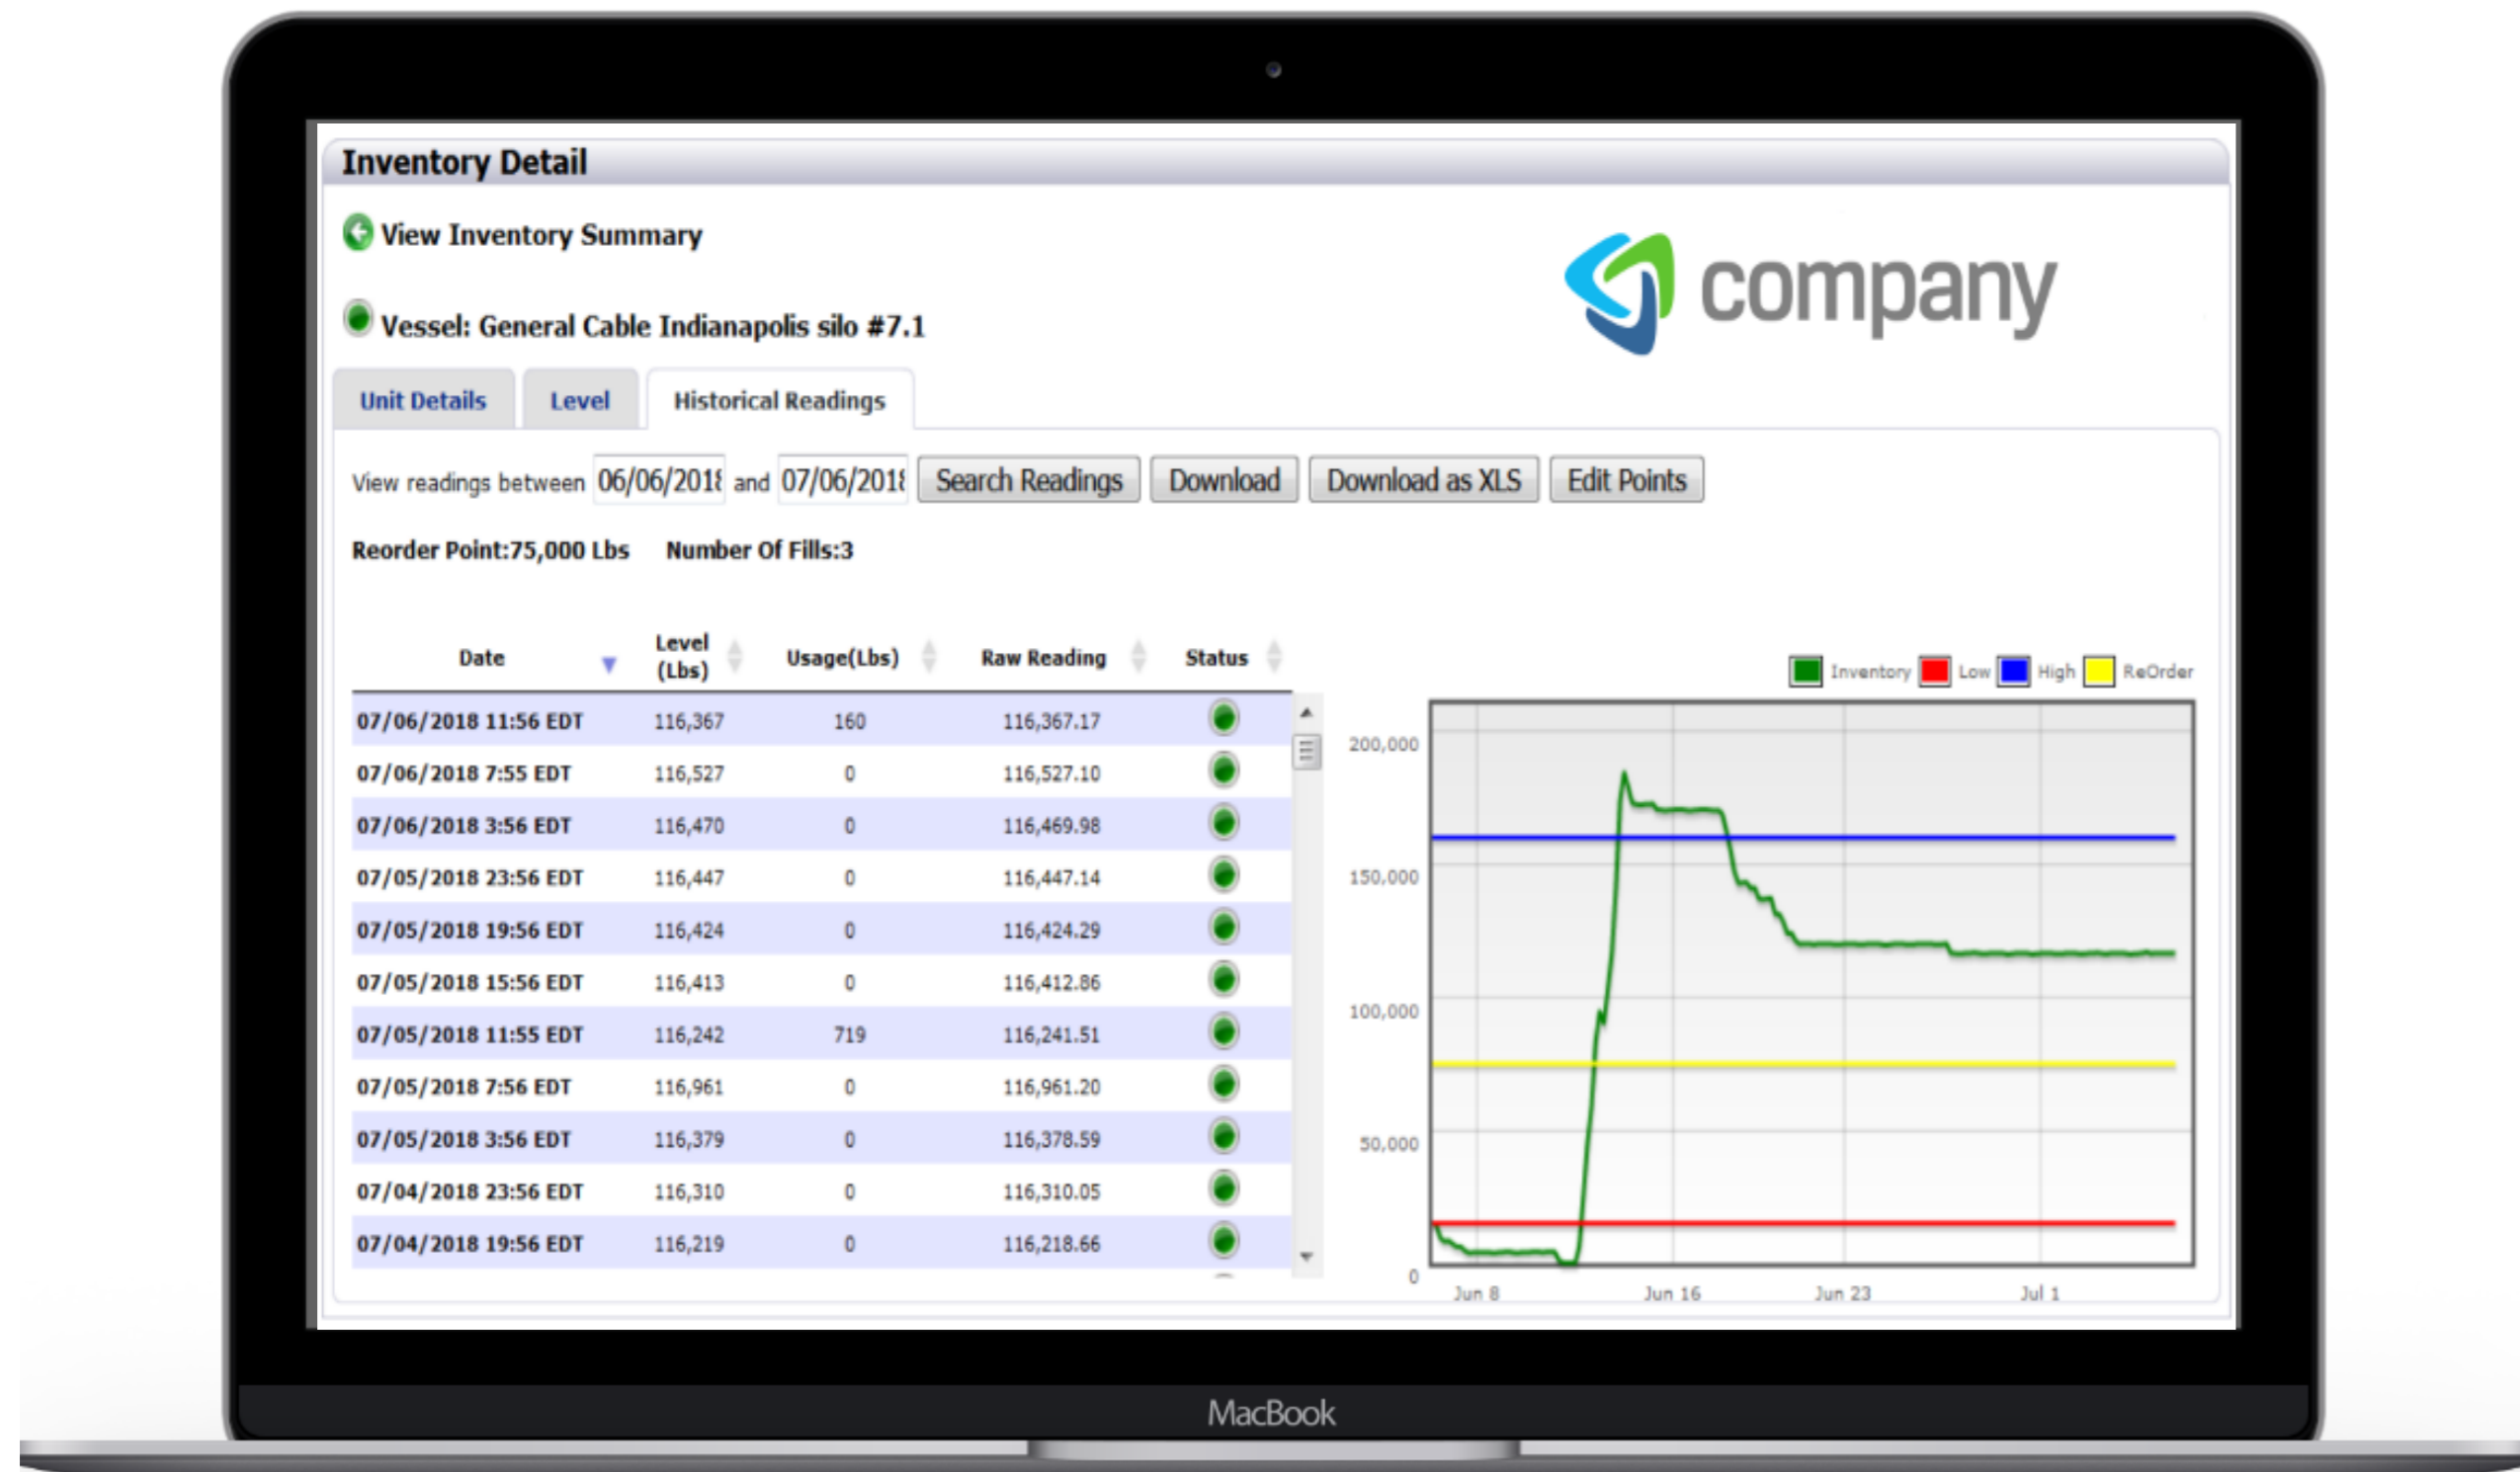 Inventory Detail
View Inventory Summary
company
Vessel: General Cable Indianapolis silo #7.1
Unit Details Level Historical Readings
View readings between 06/06/2018 and 07/06/2018 Search Readings Download Download as XLS Edit Points
Reorder Point:75,000 Lbs Number Of Fills:3
Date Level (Lbs) Usage(Lbs) Raw Reading Status
07/06/2018 11:56 EDT 116,367 160 116,367.17
07/06/2018 7:55 EDT 116,527 0 116,527.10
07/06/2018 3:56 EDT 116,470 0 116,469.98
07/05/2018 23:56 EDT 116,447 0 116,447.14
07/05/2018 19:56 EDT 116,424 0 116,424.29
07/05/2018 15:56 EDT 116,413 0 116,412.86
07/05/2018 11:55 EDT 116,242 719 116,241.51
07/05/2018 7:56 EDT 116,961 0 116,961.20
07/05/2018 3:56 EDT 116,379 0 116,378.59
07/04/2018 23:56 EDT 116,310 0 116,310.05
07/04/2018 19:56 EDT 116,219 0 116,218.66
Inventory Low High ReOrder
200,000
150,000
100,000
50,000
0
Jun 8 Jun 16 Jun 23 Jul 1
MacBook